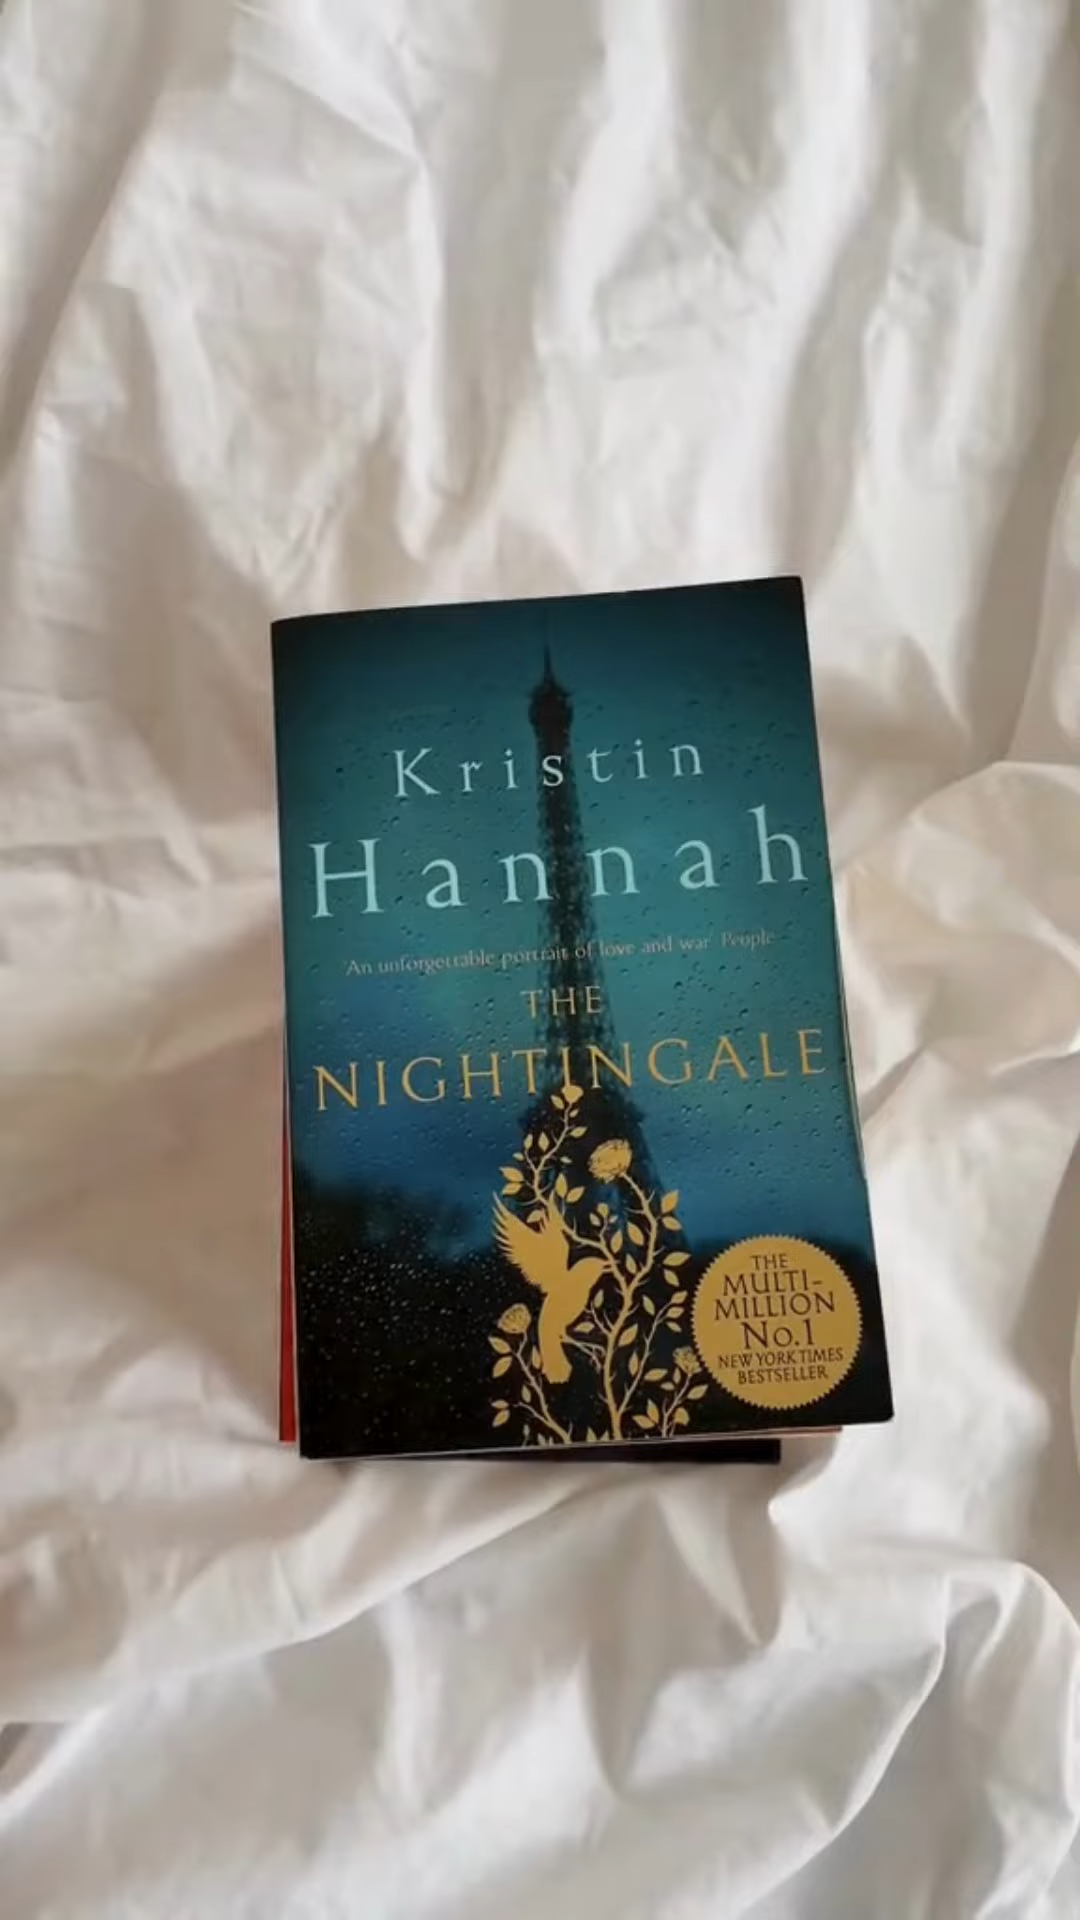 Kristin
Hannah
'An unforgettable portrait of love and war' People
THE
NIGHTINGALE
THE
MULTI-
MILLION
No.1
NEW YORK TIMES
BESTSELLER